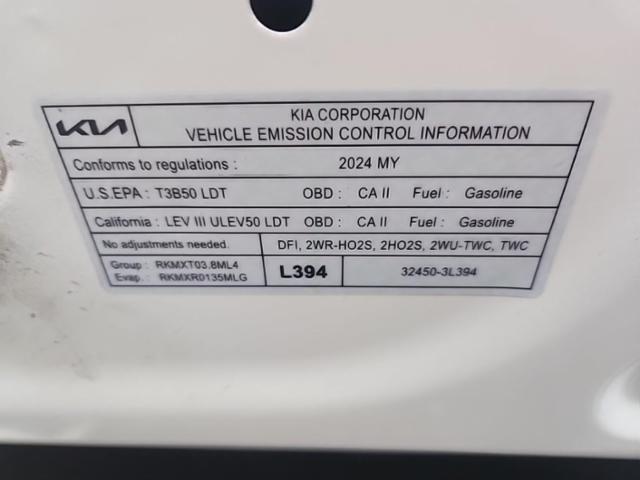 KIA KIA CORPORATION
VEHICLE EMISSION CONTROL INFORMATION
Conforms to regulations : 2024 MY
U.S.EPA : T3B50 LDT OBD : CA II Fuel : Gasoline
California : LEV III ULEV50 LDT OBD : CA II Fuel : Gasoline
No adjustments needed. DFI, 2WR-HO2S, 2HO2S, 2WU-TWC, TWC
Group : RKMXT03.8ML4
Evap. : RKMXR0135MLG
L394 32450-3L394